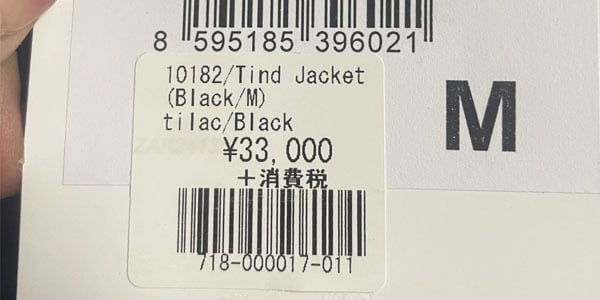 8 595185 396021
10182/Tind Jacket
(Black/M)
tilac/Black
¥33,000
+消費税
718-000017-011
M